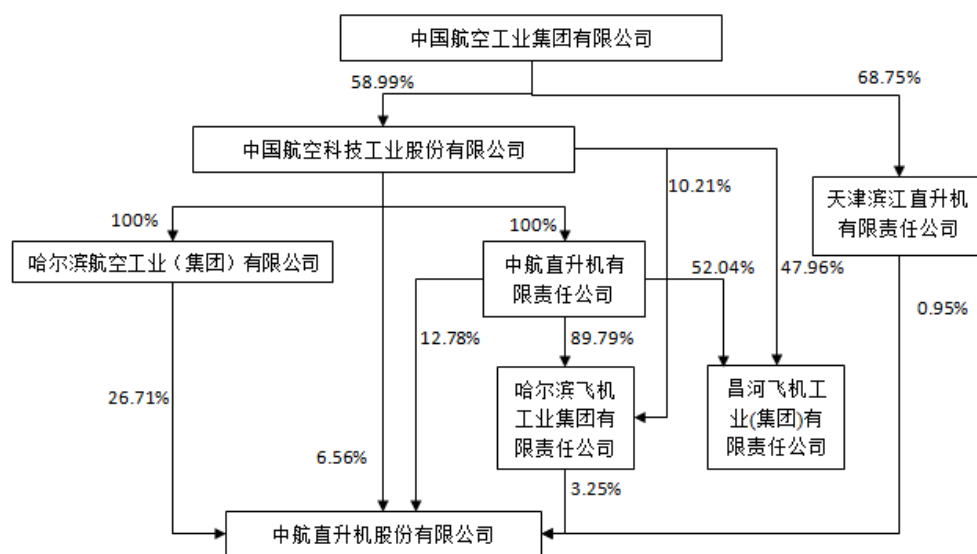 中国航空工业集团有限公司
58.99%
68.75%
中国航空科技工业股份有限公司
10.21%
天津滨江直升机
有限责任公司
100%
100%
哈尔滨航空工业（集团）有限公司
中航直升机有
限责任公司
52.04%
47.96%
0.95%
12.78%
89.79%
26.71%
哈尔滨飞机
工业集团有
限责任公司
昌河飞机工
业(集团)有
限责任公司
6.56%
3.25%
中航直升机股份有限公司